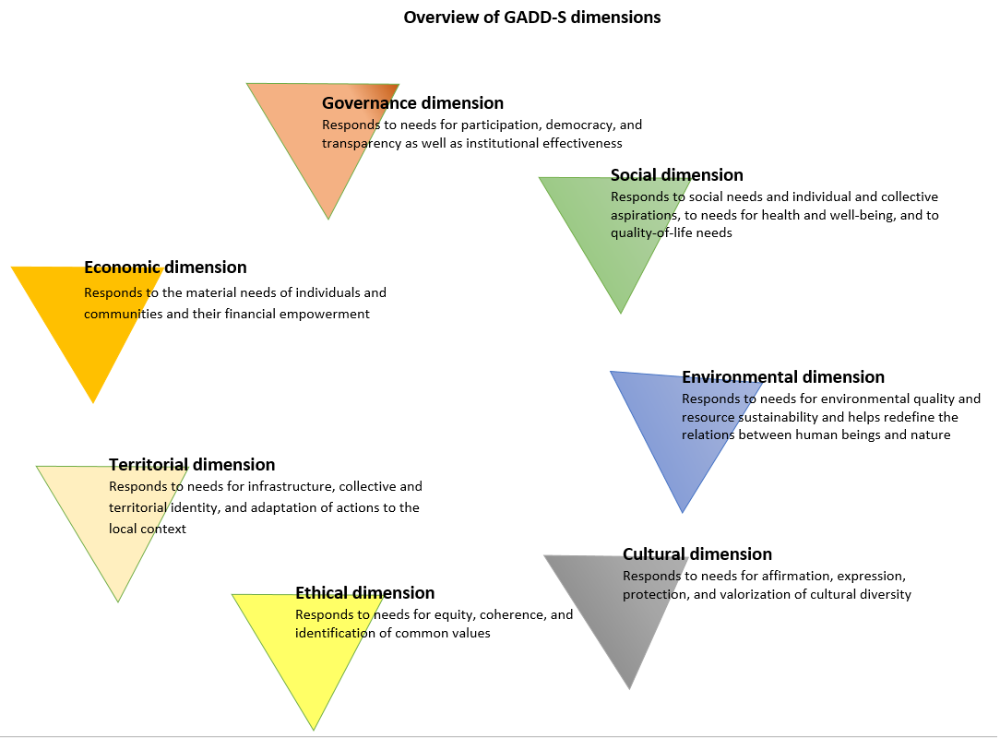 Overview of GADD-S dimensions
Governance dimension
Responds to needs for participation, democracy, and
transparency as well as institutional effectiveness
Social dimension
Responds to social needs and individual and collective
aspirations, to needs for health and well-being, and to
quality-of-life needs
Economic dimension
Responds to the material needs of individuals and
communities and their financial empowerment
Environmental dimension
Responds to needs for environmental quality and
resource sustainability and helps redefine the
relations between human beings and nature
Territorial dimension
Responds to needs for infrastructure, collective and
territorial identity, and adaptation of actions to the
local context
Cultural dimension
Responds to needs for affirmation, expression,
protection, and valorization of cultural diversity
Ethical dimension
Responds to needs for equity, coherence, and
identification of common values